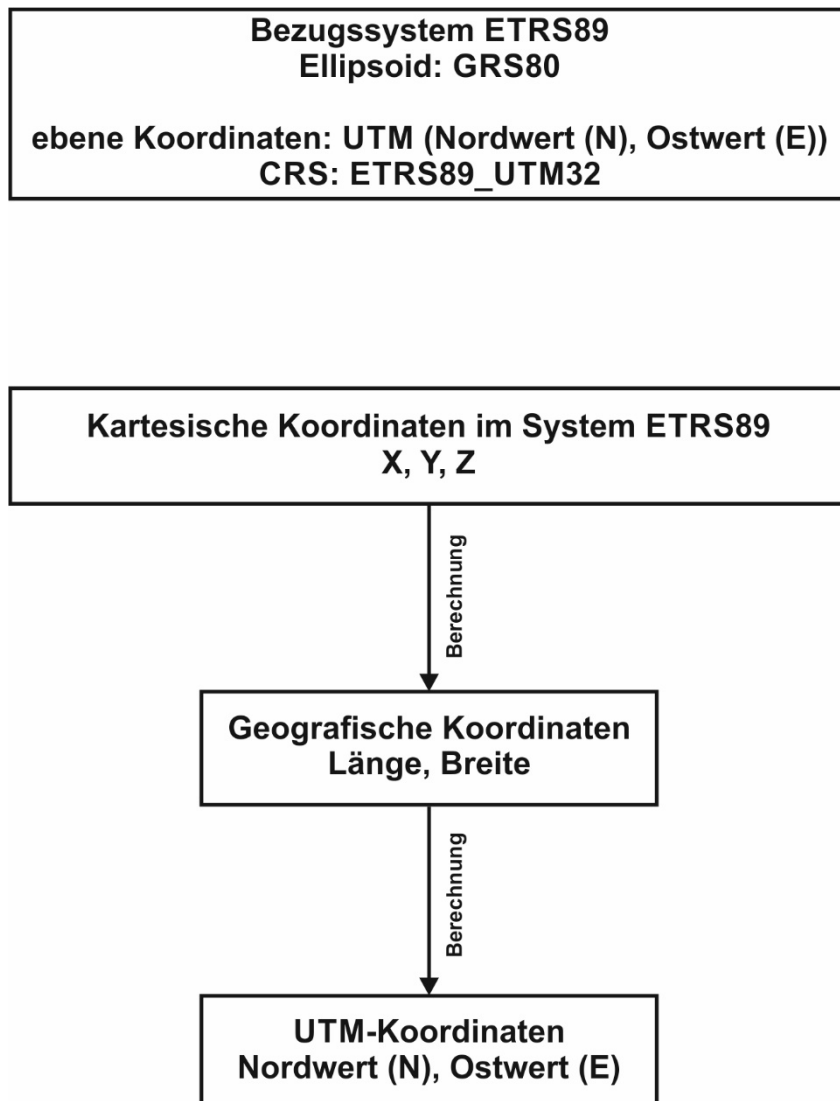 Bezugssystem ETRS89
Ellipsoid: GRS80
ebene Koordinaten: UTM (Nordwert (N), Ostwert (E))
CRS: ETRS89_UTM32
Kartesische Koordinaten im System ETRS89
X, Y, Z
Berechnung
Geografische Koordinaten
Länge, Breite
Berechnung
UTM-Koordinaten
Nordwert (N), Ostwert (E)